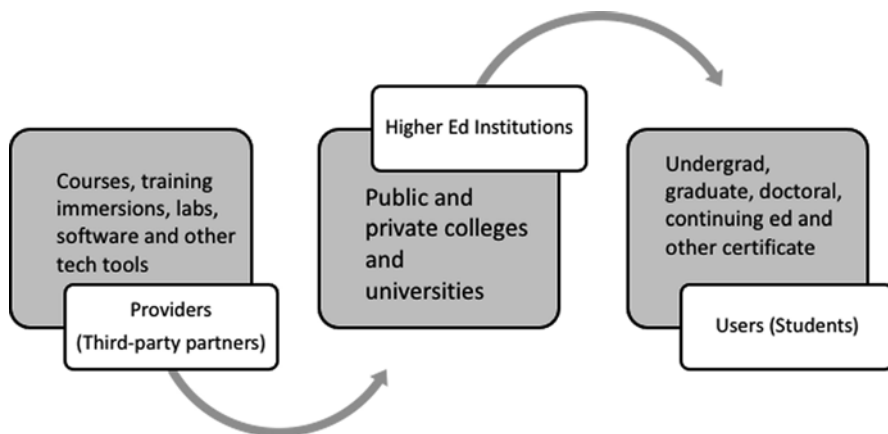 Courses, training
immersions, labs,
software and other
tech tools
Providers
(Third-party partners)
Higher Ed Institutions
Public and
private colleges
and
universities
Undergrad,
graduate, doctoral,
continuing ed and
other certificate
Users (Students)